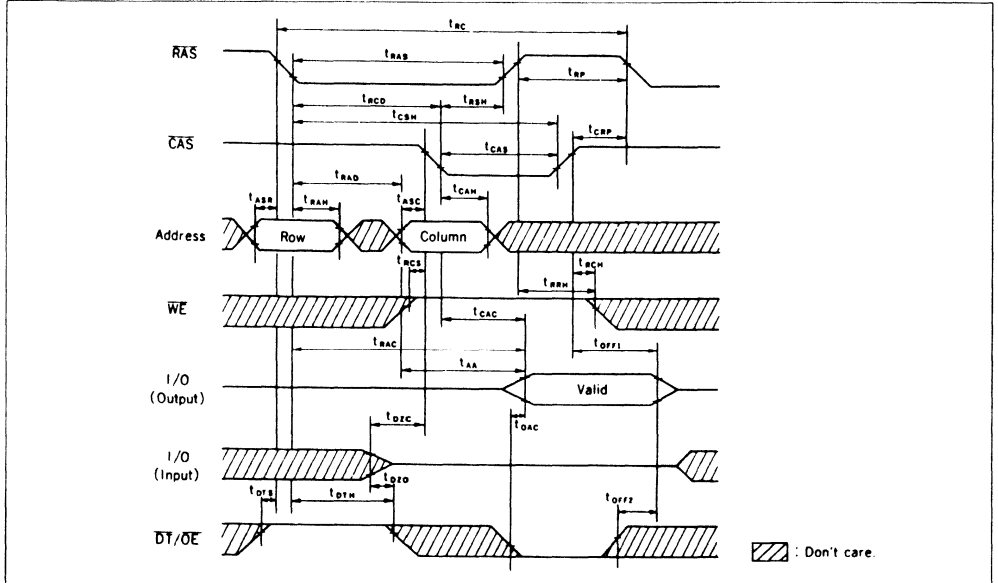 tRC
RAS
tRAS
tRP
tRCD
tRSH
tCSH
tCRP
CAS
tCAS
tRAD
tCAH
tASR
tRAH
tASC
Address
Row
Column
tRCS
tRCH
tRRH
WE
tCAC
tRAC
tOFF1
tAA
I/O
(Output)
Valid
tOAC
tDZC
I/O
(Input)
tDZO
tDTS
tDTH
tOFF2
DT/OE
: Don't care.